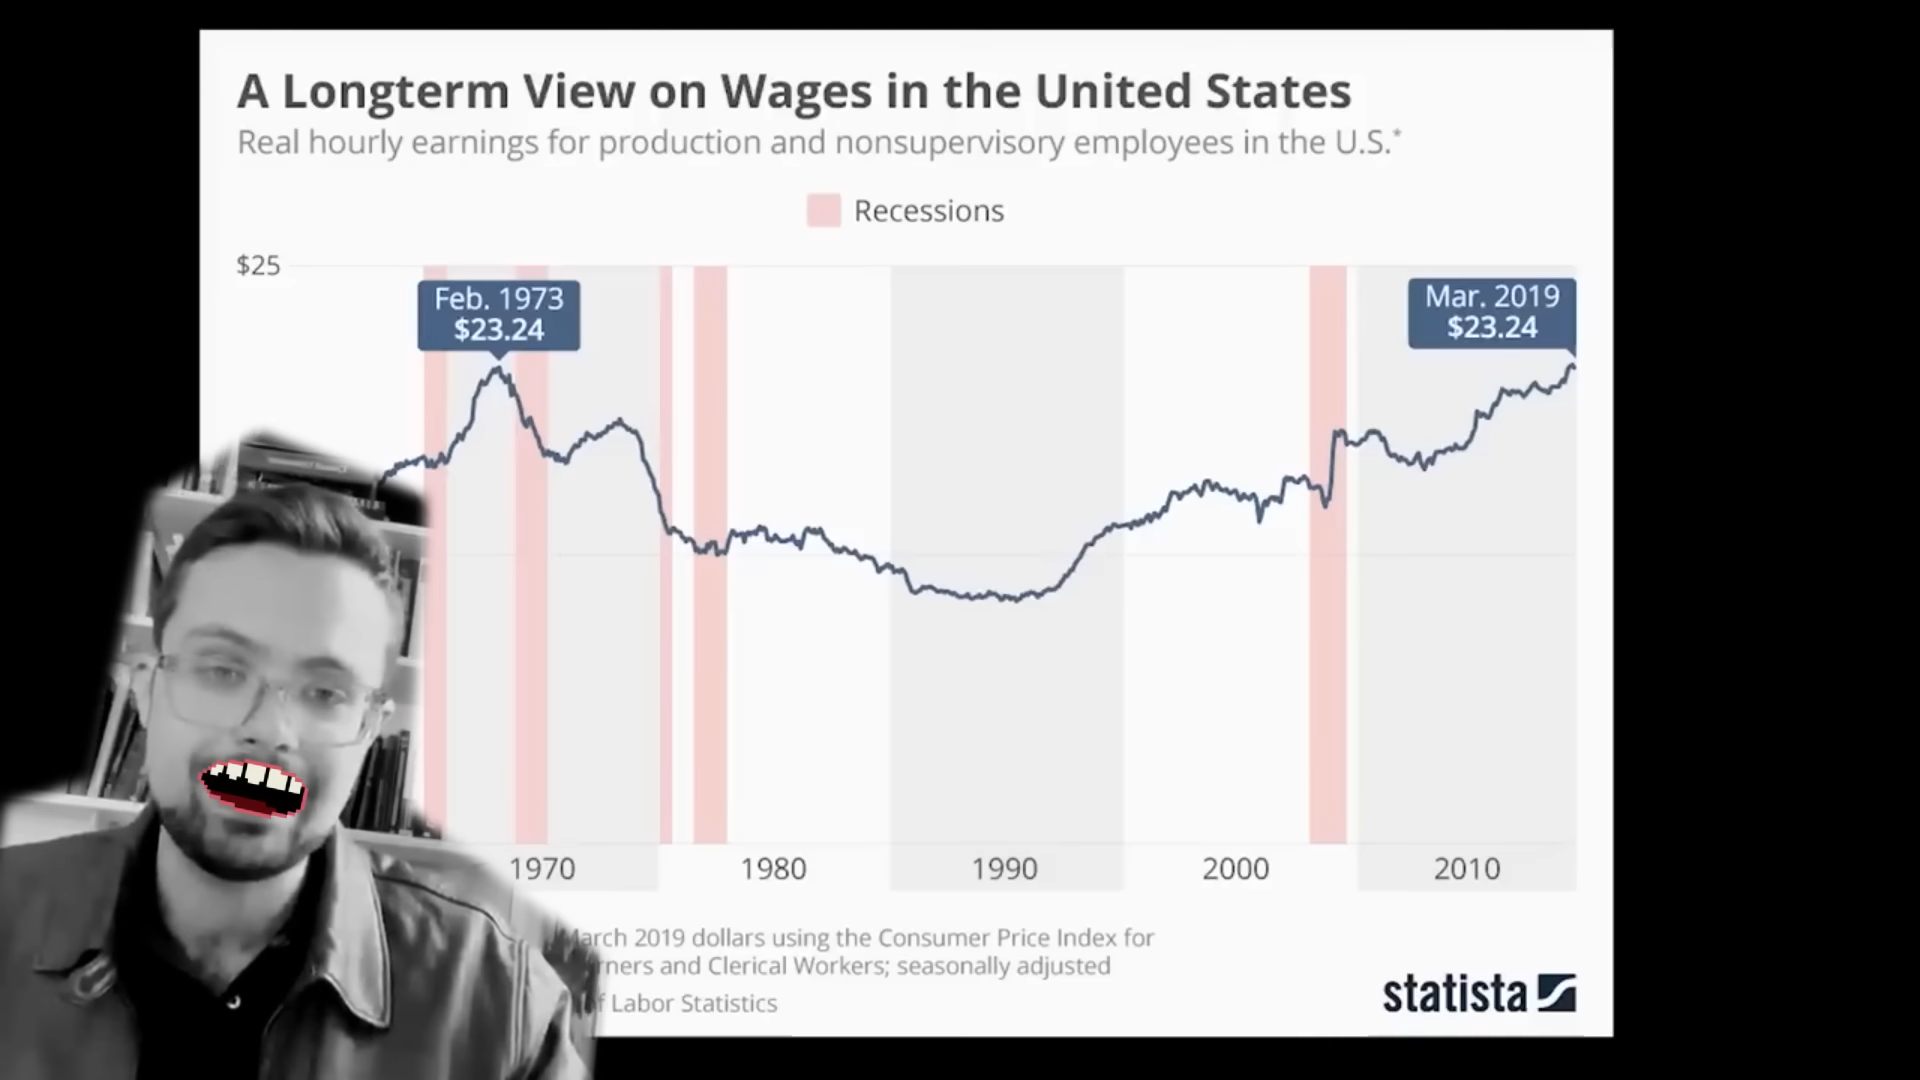 A Longterm View on Wages in the United States
Real hourly earnings for production and nonsupervisory employees in the U.S.*
Recessions
$25
Feb. 1973
$23.24
Mar. 2019
$23.24
1970
1980
1990
2000
2010
March 2019 dollars using the Consumer Price Index for
and Clerical Workers; seasonally adjusted
of Labor Statistics
statista